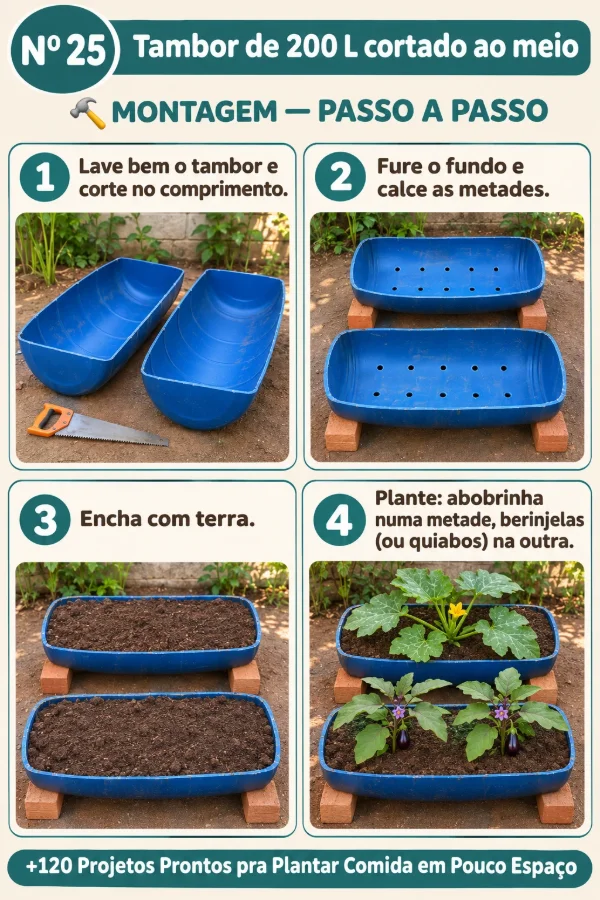 Nº 25
Tambor de 200 L cortado ao meio
MONTAGEM — PASSO A PASSO
1
Lave bem o tambor e
corte no comprimento.
2
Fure o fundo e
calce as metades.
3
Encha com terra.
4
Plante: abobrinha
numa metade, berinjelas
(ou quiabos) na outra.
+120 Projetos Prontos pra Plantar Comida em Pouco Espaço